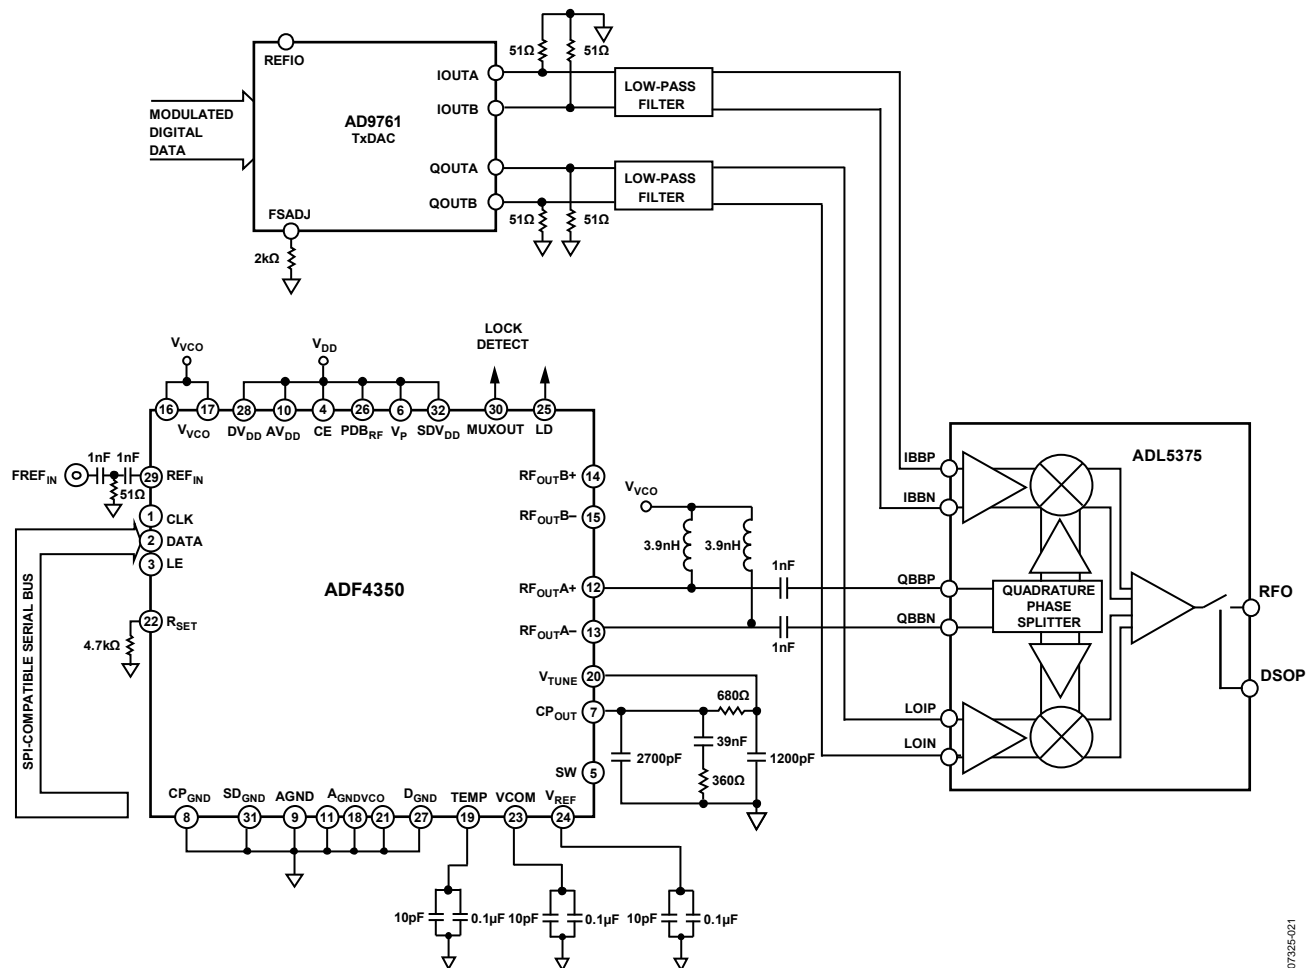 REFIO
AD9761
TxDAC
MODULATED
DIGITAL
DATA
FSADJ
2kΩ
IOUTA
IOUTB
QOUTA
QOUTB
51Ω
51Ω
51Ω
51Ω
LOW-PASS
FILTER
LOW-PASS
FILTER
LOCK
DETECT
VVCO
VDD
16
17
28
10
4
26
6
32
30
25
VVCO
DVDD
AVDD
CE
PDBRF
VP
SDVDD
MUXOUT
LD
FREFIN
1nF
1nF
51Ω
29
REFIN
1
CLK
2
DATA
3
LE
SPI-COMPATIBLE SERIAL BUS
22
RSET
4.7kΩ
ADF4350
RFOUTB+
14
RFOUTB–
15
RFOUTA+
12
RFOUTA–
13
VTUNE
20
CPOUT
7
SW
5
VVCO
3.9nH
3.9nH
1nF
1nF
680Ω
39nF
2700pF
1200pF
360Ω
CPGND
SDGND
AGND
AGNDVCO
DGND
TEMP
VCOM
VREF
8
31
9
11
18
21
27
19
23
24
10pF
0.1µF
10pF
0.1µF
10pF
0.1µF
ADL5375
IBBP
IBBN
QBBP
QBBN
LOIP
LOIN
QUADRATURE
PHASE
SPLITTER
RFO
DSOP
07325-021